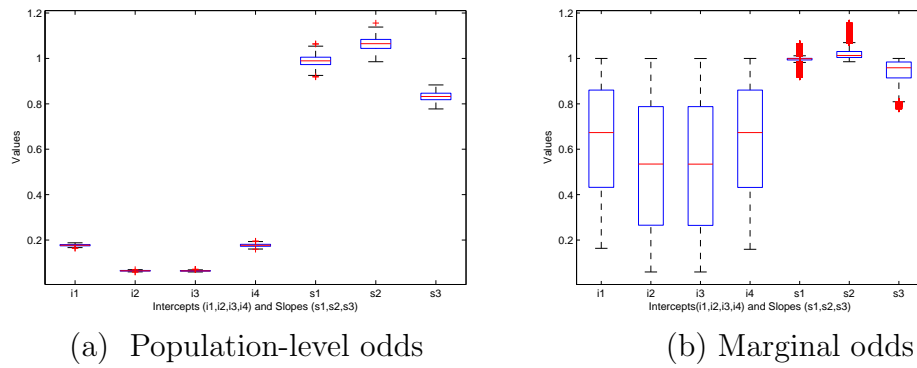 1.2
1
0.8
0.6
0.4
0.2
Values
i1 i2 i3 i4 s1 s2 s3
Intercepts (i1,i2,i3,i4) and Slopes (s1,s2,s3)
(a) Population-level odds
1.2
1
0.8
0.6
0.4
0.2
Values
i1 i2 i3 i4 s1 s2 s3
Intercepts(i1,i2,i3,i4) and Slopes (s1,s2,s3)
(b) Marginal odds